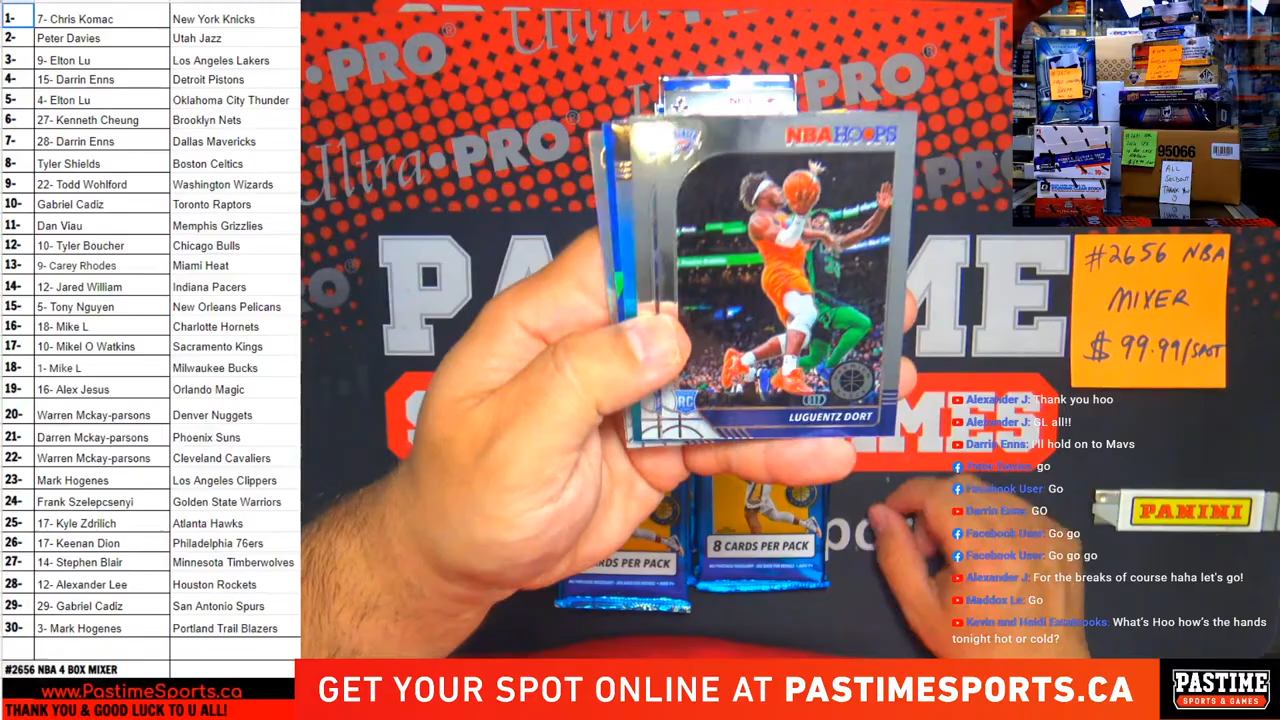 1- 7- Chris Komac New York Knicks
2- Peter Davies Utah Jazz
3- 9- Elton Lu Los Angeles Lakers
4- 15- Darrin Enns Detroit Pistons
5- 4- Elton Lu Oklahoma City Thunder
6- 27- Kenneth Cheung Brooklyn Nets
7- 28- Darrin Enns Dallas Mavericks
8- Tyler Shields Boston Celtics
9- 22- Todd Wohlford Washington Wizards
10- Gabriel Cadiz Toronto Raptors
11- Dan Viau Memphis Grizzlies
12- 10- Tyler Boucher Chicago Bulls
13- 9- Carey Rhodes Miami Heat
14- 12- Jared William Indiana Pacers
15- 5- Tony Nguyen New Orleans Pelicans
16- 18- Mike L Charlotte Hornets
17- 10- Mikel O Watkins Sacramento Kings
18- 1- Mike L Milwaukee Bucks
19- 16- Alex Jesus Orlando Magic
20- Warren Mckay-parsons Denver Nuggets
21- Darren Mckay-parsons Phoenix Suns
22- Warren Mckay-parsons Cleveland Cavaliers
23- Mark Hogenes Los Angeles Clippers
24- Frank Szelepcsenyi Golden State Warriors
25- 17- Kyle Zdrilich Atlanta Hawks
26- 17- Keenan Dion Philadelphia 76ers
27- 14- Stephen Blair Minnesota Timberwolves
28- 12- Alexander Lee Houston Rockets
29- 29- Gabriel Cadiz San Antonio Spurs
30- 3- Mark Hogenes Portland Trail Blazers
#2656 NBA 4 BOX MIXER
www.PastimeSports.ca
THANK YOU & GOOD LUCK TO U ALL!
Ultra PRO
PRO
Ultra PRO
PRO
NBA HOOPS
RC
LUGUENTZ DORT
8 CARDS PER PACK
CARDS PER PACK
95066
ALL
SOLDOUT
THANK YOU
#2656 NBA
MIXER
$99.99/SPOT
Alexander J: Thank you hoo
Alexander J: GL all!!
Darrin Enns: I'll hold on to Mavs
Peter Davies: go
Facebook User: Go
Darrin Enns: GO
Facebook User: Go go
Facebook User: Go go go
Alexander J: For the breaks of course haha let's go!
Maddox Le: Go
Kevin and Heidi Estabrooks: What's Hoo how's the hands
tonight hot or cold?
PANINI
GET YOUR SPOT ONLINE AT PASTIMESPORTS.CA
PASTIME
SPORTS & GAMES